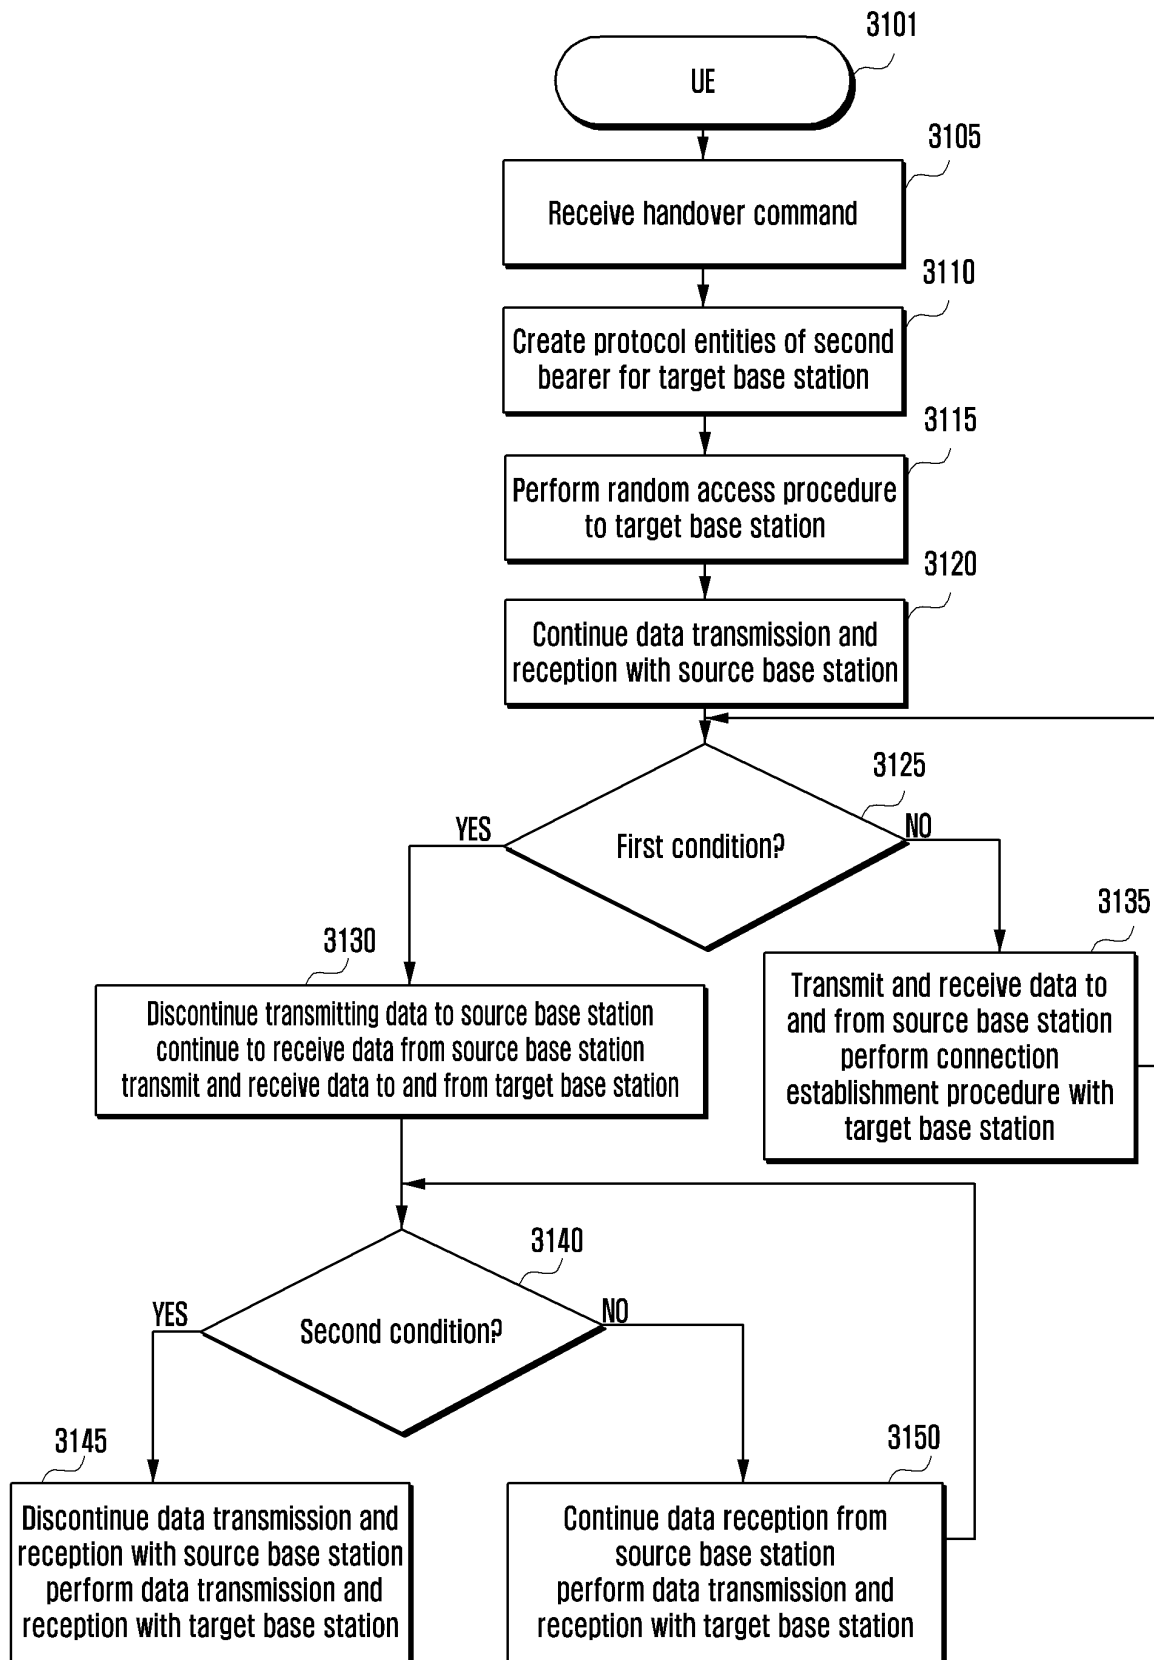 3101
UE
3105
Receive handover command
3110
Create protocol entities of second
bearer for target base station
3115
Perform random access procedure
to target base station
3120
Continue data transmission and
reception with source base station
3125
YES
NO
First condition?
3135
Transmit and receive data to
and from source base station
perform connection
establishment procedure with
target base station
3130
Discontinue transmitting data to source base station
continue to receive data from source base station
transmit and receive data to and from target base station
3140
YES
NO
Second condition?
3145
Discontinue data transmission and
reception with source base station
perform data transmission and
reception with target base station
3150
Continue data reception from
source base station
perform data transmission and
reception with target base station